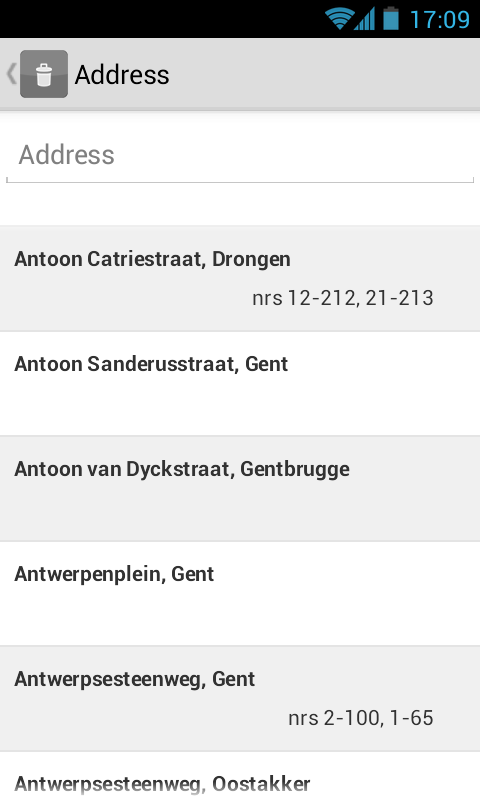 17:09
Address
Address
Antoon Catriestraat, Drongen
nrs 12-212, 21-213
Antoon Sanderusstraat, Gent
Antoon van Dyckstraat, Gentbrugge
Antwerpenplein, Gent
Antwerpsesteenweg, Gent
nrs 2-100, 1-65
Antwerpsesteenweg, Oostakker